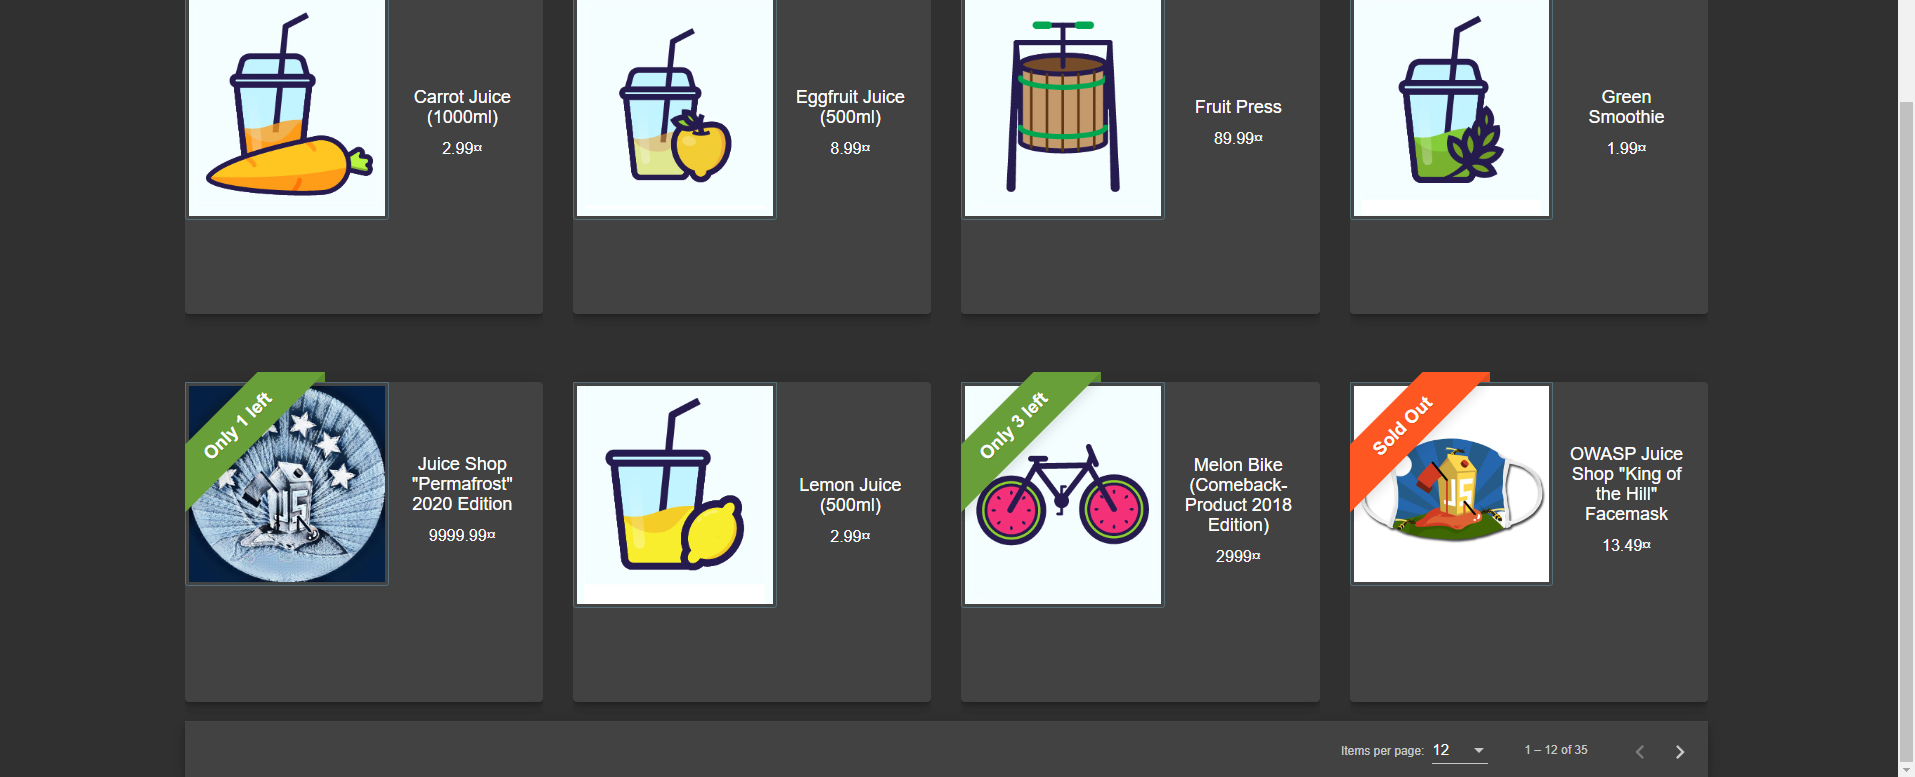 Carrot Juice
(1000ml)
2.99¤
Eggfruit Juice
(500ml)
8.99¤
Fruit Press
89.99¤
Green
Smoothie
1.99¤
Only 1 left
JS
Juice Shop
"Permafrost"
2020 Edition
9999.99¤
Lemon Juice
(500ml)
2.99¤
Only 3 left
Melon Bike
(Comeback-
Product 2018
Edition)
2999¤
Sold Out
JS
OWASP Juice
Shop "King of
the Hill"
Facemask
13.49¤
Items per page: 12
1 – 12 of 35